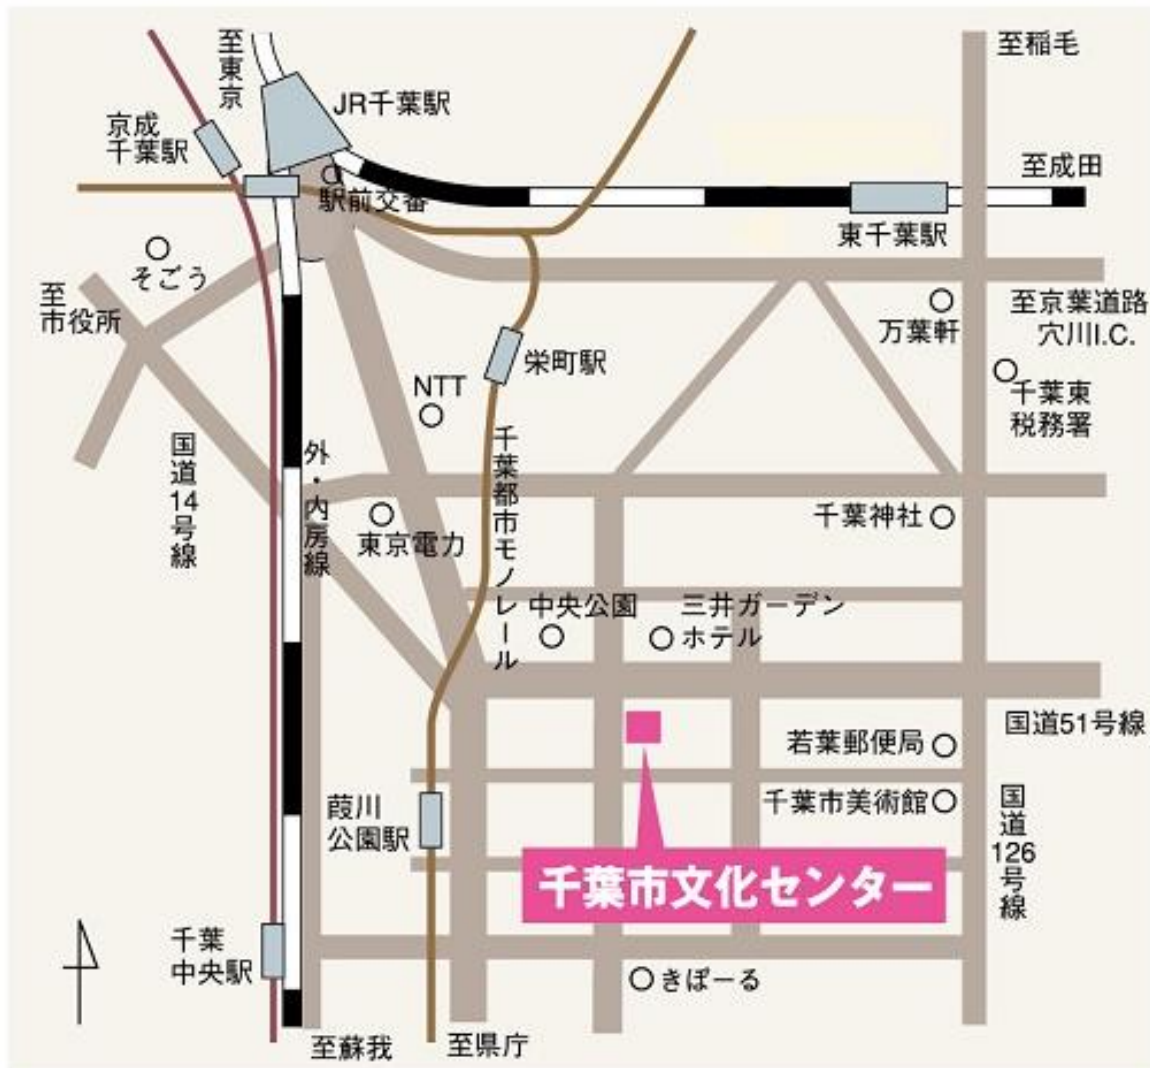 至東京
JR千葉駅
京成
千葉駅
駅前交番
至稲毛
至成田
東千葉駅
そごう
至
市役所
万葉軒
至京葉道路
穴川I.C.
栄町駅
NTT
千葉東
税務署
国道14号線
外・内房線
千葉都市モノレール
東京電力
千葉神社
中央公園
三井ガーデン
ホテル
国道51号線
若葉郵便局
千葉市美術館
国道126号線
葭川
公園駅
千葉市文化センター
千葉
中央駅
きぼーる
至蘇我
至県庁